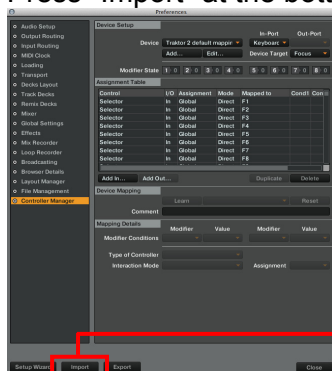 Press "Import" at the bott
Preferences
Audio Setup
Output Routing
Input Routing
MIDI Clock
Loading
Transport
Decks Layout
Track Decks
Remix Decks
Mixer
Global Settings
Effects
Mix Recorder
Loop Recorder
Broadcasting
Browser Details
Layout Manager
File Management
Controller Manager
Device Setup
In-Port Out-Port
Device Traktor 2 default mappin Keyboard
Add... Edit... Device Target Focus
Modifier State 1 0 2 0 3 0 4 0 5 0 6 0 7 0 8 0
Assignment Table
Control I/O Assignment Mode Mapped to Cond1 Con
Selector In Global Direct F1
Selector In Global Direct F2
Selector In Global Direct F3
Selector In Global Direct F4
Selector In Global Direct F5
Selector In Global Direct F6
Selector In Global Direct F7
Selector In Global Direct F8
Add In... Add Out... Duplicate Delete
Device Mapping
Learn Reset
Comment
Mapping Details
Modifier Value Modifier Value
Modifier Conditions
Type of Controller
Interaction Mode Assignment
Setup Wizard Import Export Close